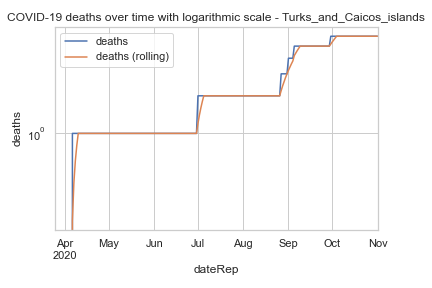 COVID-19 deaths over time with logarithmic scale - Turks_and_Caicos_islands
deaths
deaths (rolling)
deaths
10⁰
Apr May Jun Jul Aug Sep Oct Nov
2020
dateRep